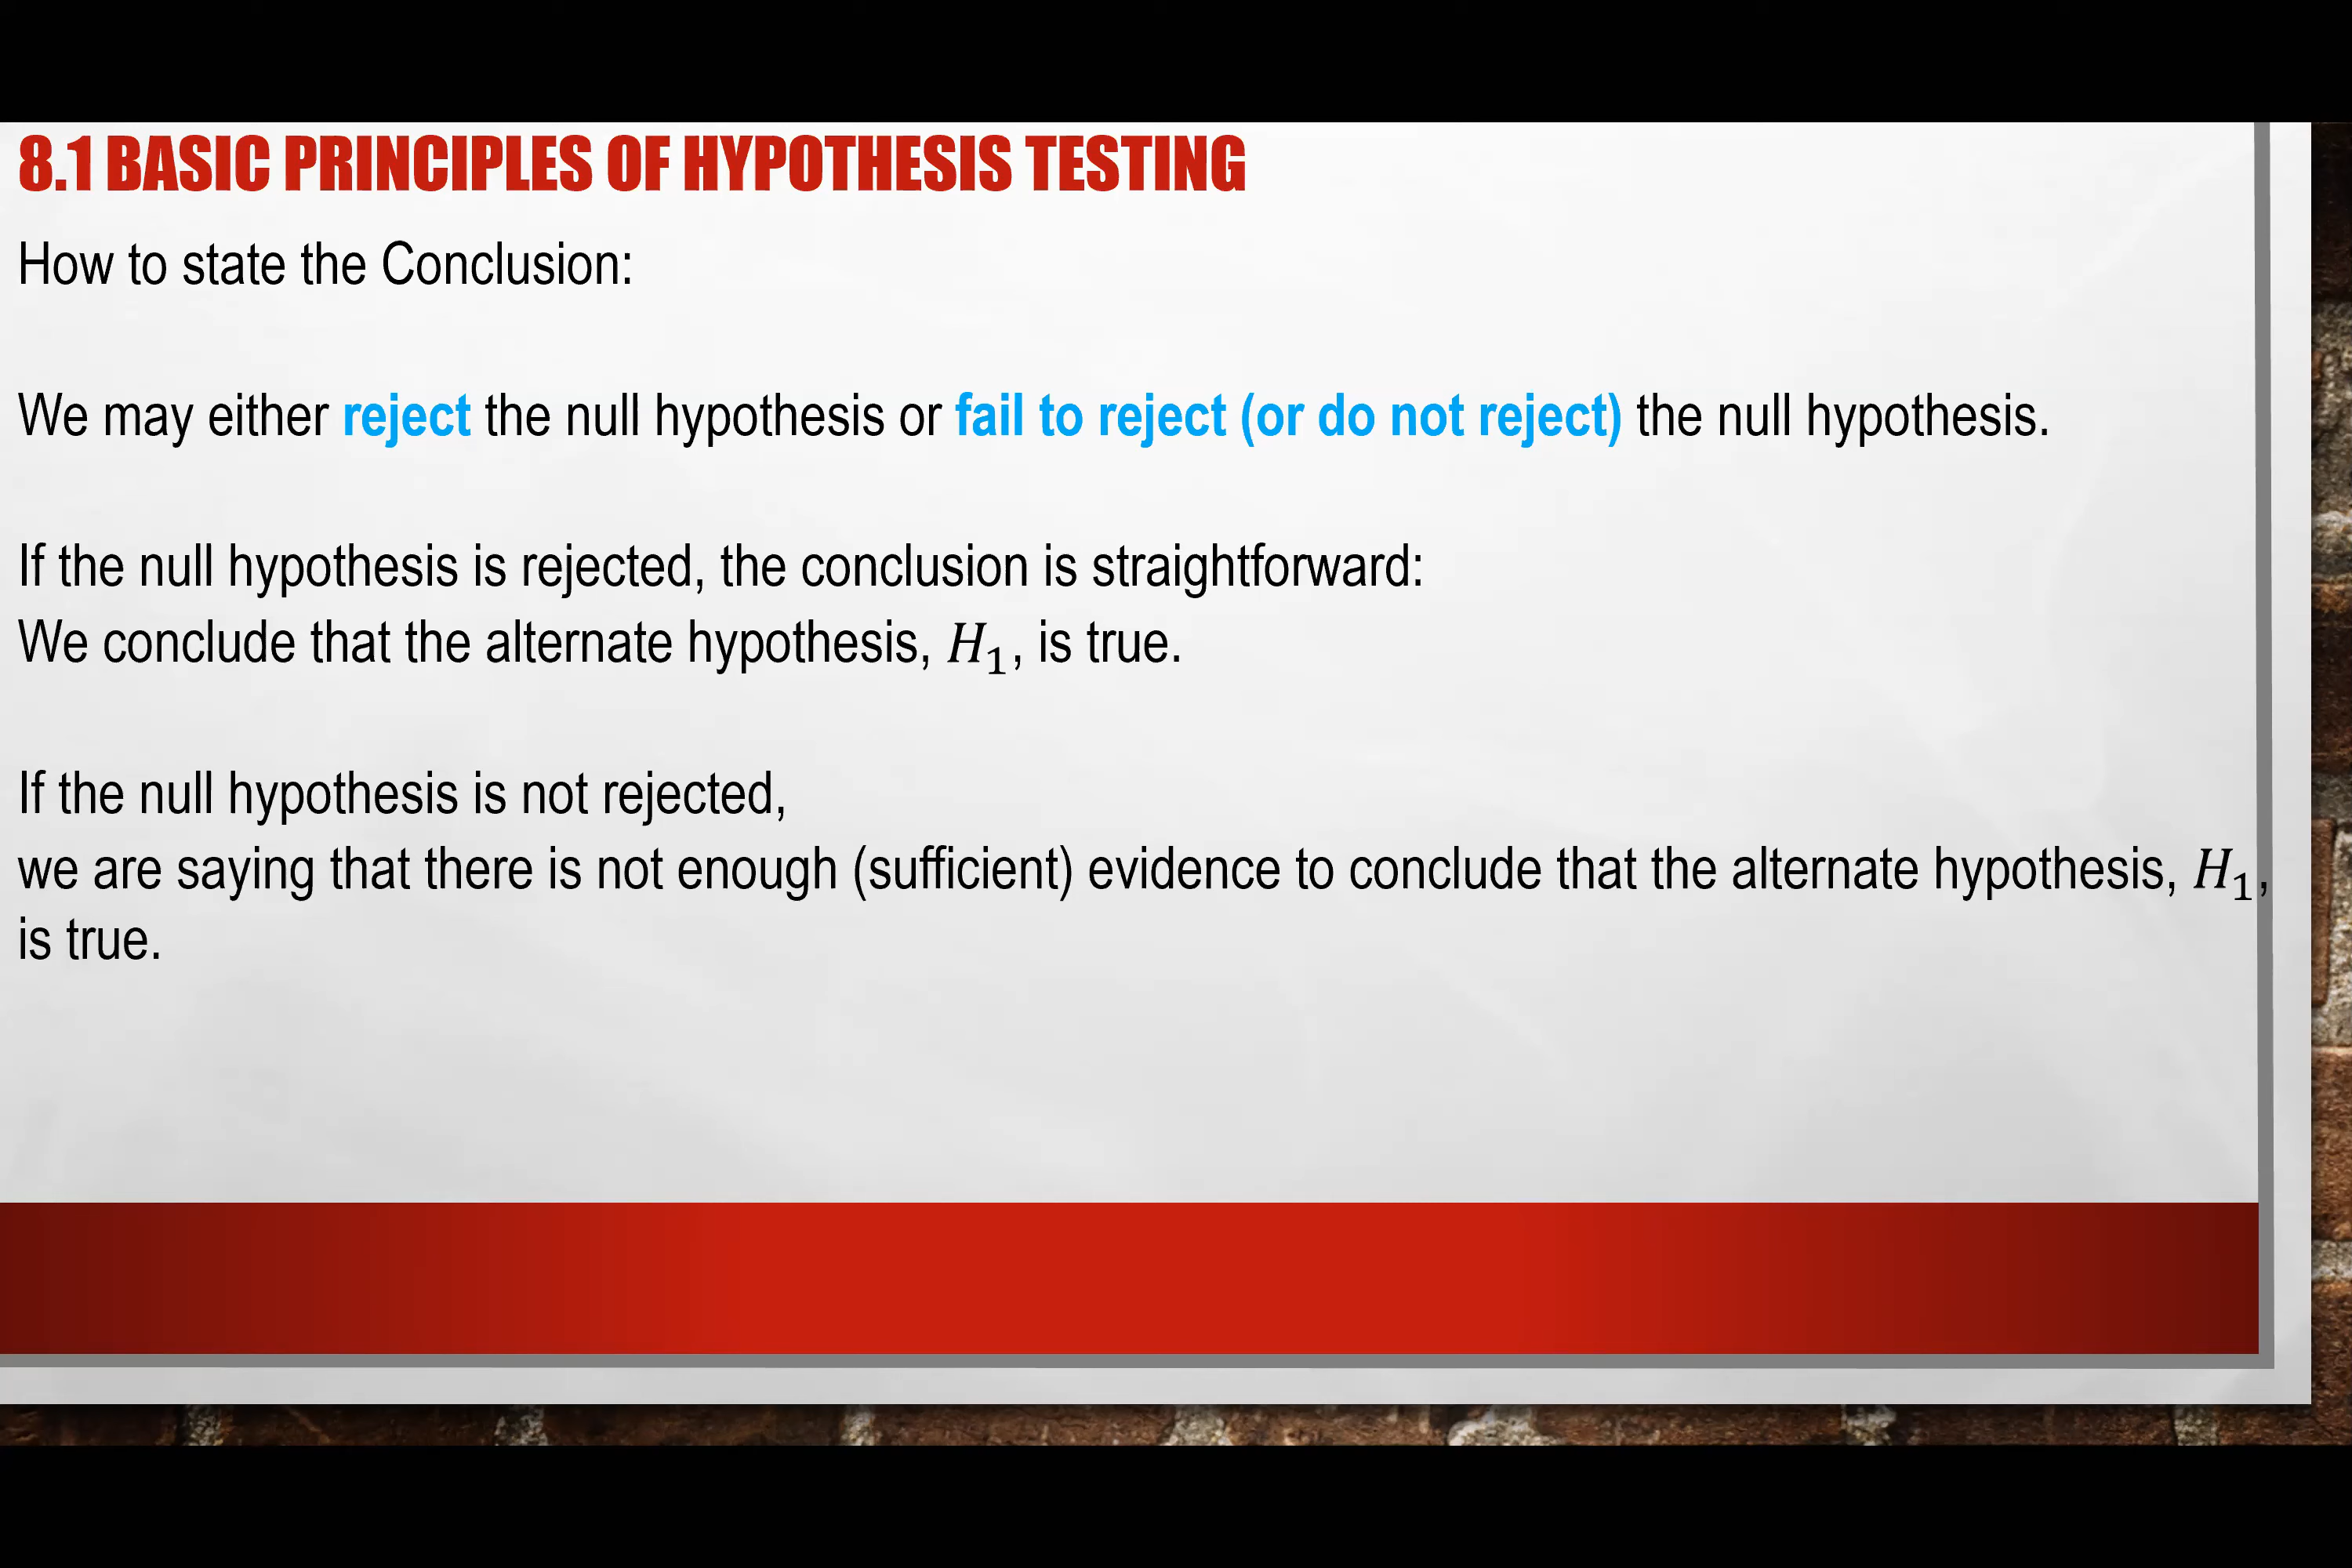 8.1 BASIC PRINCIPLES OF HYPOTHESIS TESTING
How to state the Conclusion:
We may either reject the null hypothesis or fail to reject (or do not reject) the null hypothesis.
If the null hypothesis is rejected, the conclusion is straightforward:
We conclude that the alternate hypothesis, H₁, is true.
If the null hypothesis is not rejected,
we are saying that there is not enough (sufficient) evidence to conclude that the alternate hypothesis, H₁,
is true.